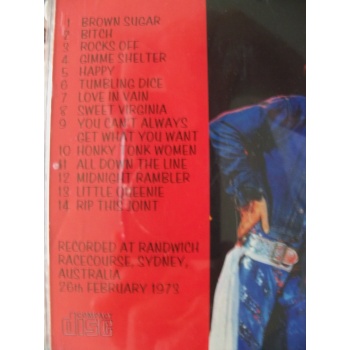 1 BROWN SUGAR
2 BITCH
3 ROCKS OFF
4 GIMME SHELTER
5 HAPPY
6 TUMBLING DICE
7 LOVE IN VAIN
8 SWEET VIRGINIA
9 YOU CAN'T ALWAYS
GET WHAT YOU WANT
10 HONKY TONK WOMEN
11 ALL DOWN THE LINE
12 MIDNIGHT RAMBLER
13 LITTLE QUEENIE
14 RIP THIS JOINT
RECORDED AT RANDWICH
RACECOURSE, SYDNEY,
AUSTRALIA
26th FEBRUARY 1973
COMPACT
disc